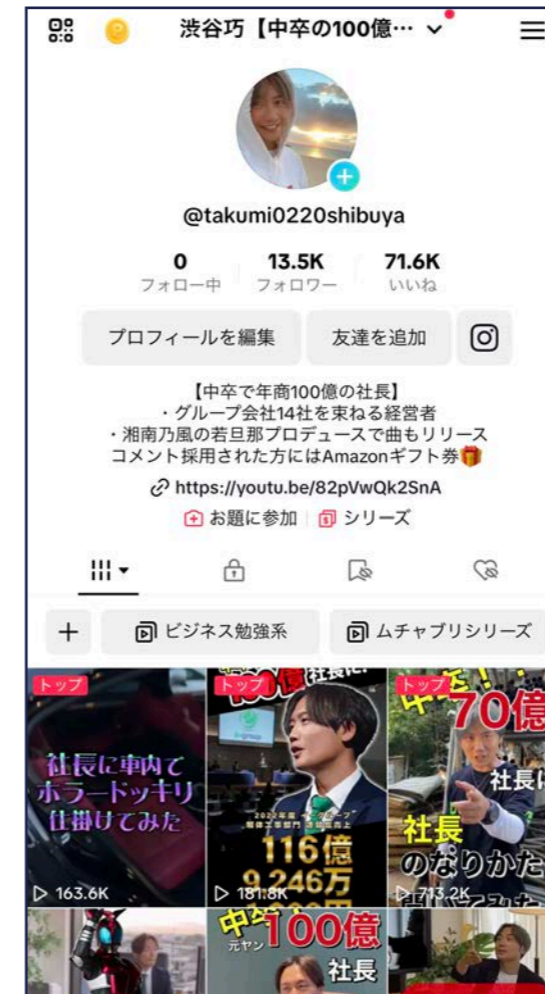 渋谷巧【中卒の100億…
@takumi0220shibuya
0 13.5K 71.6K
フォロー中 フォロワー いいね
プロフィールを編集 友達を追加
【中卒で年商100億の社長】
・グループ会社14社を束ねる経営者
・湘南乃風の若旦那プロデュースで曲もリリース
コメント採用された方にはAmazonギフト券🎁
https://youtu.be/82pVwQk2SnA
お題に参加 シリーズ
ビジネス勉強系 ムチャブリシリーズ
トップ
社長に車内で
ホラードッキリ
仕掛けてみた
163.6K
トップ
100億社長に!
116億
9,246万
181.8K
トップ
中卒!!
70億
社長に
社長
のなりかた
713.2K
中卒
元ヤン
100億
社長